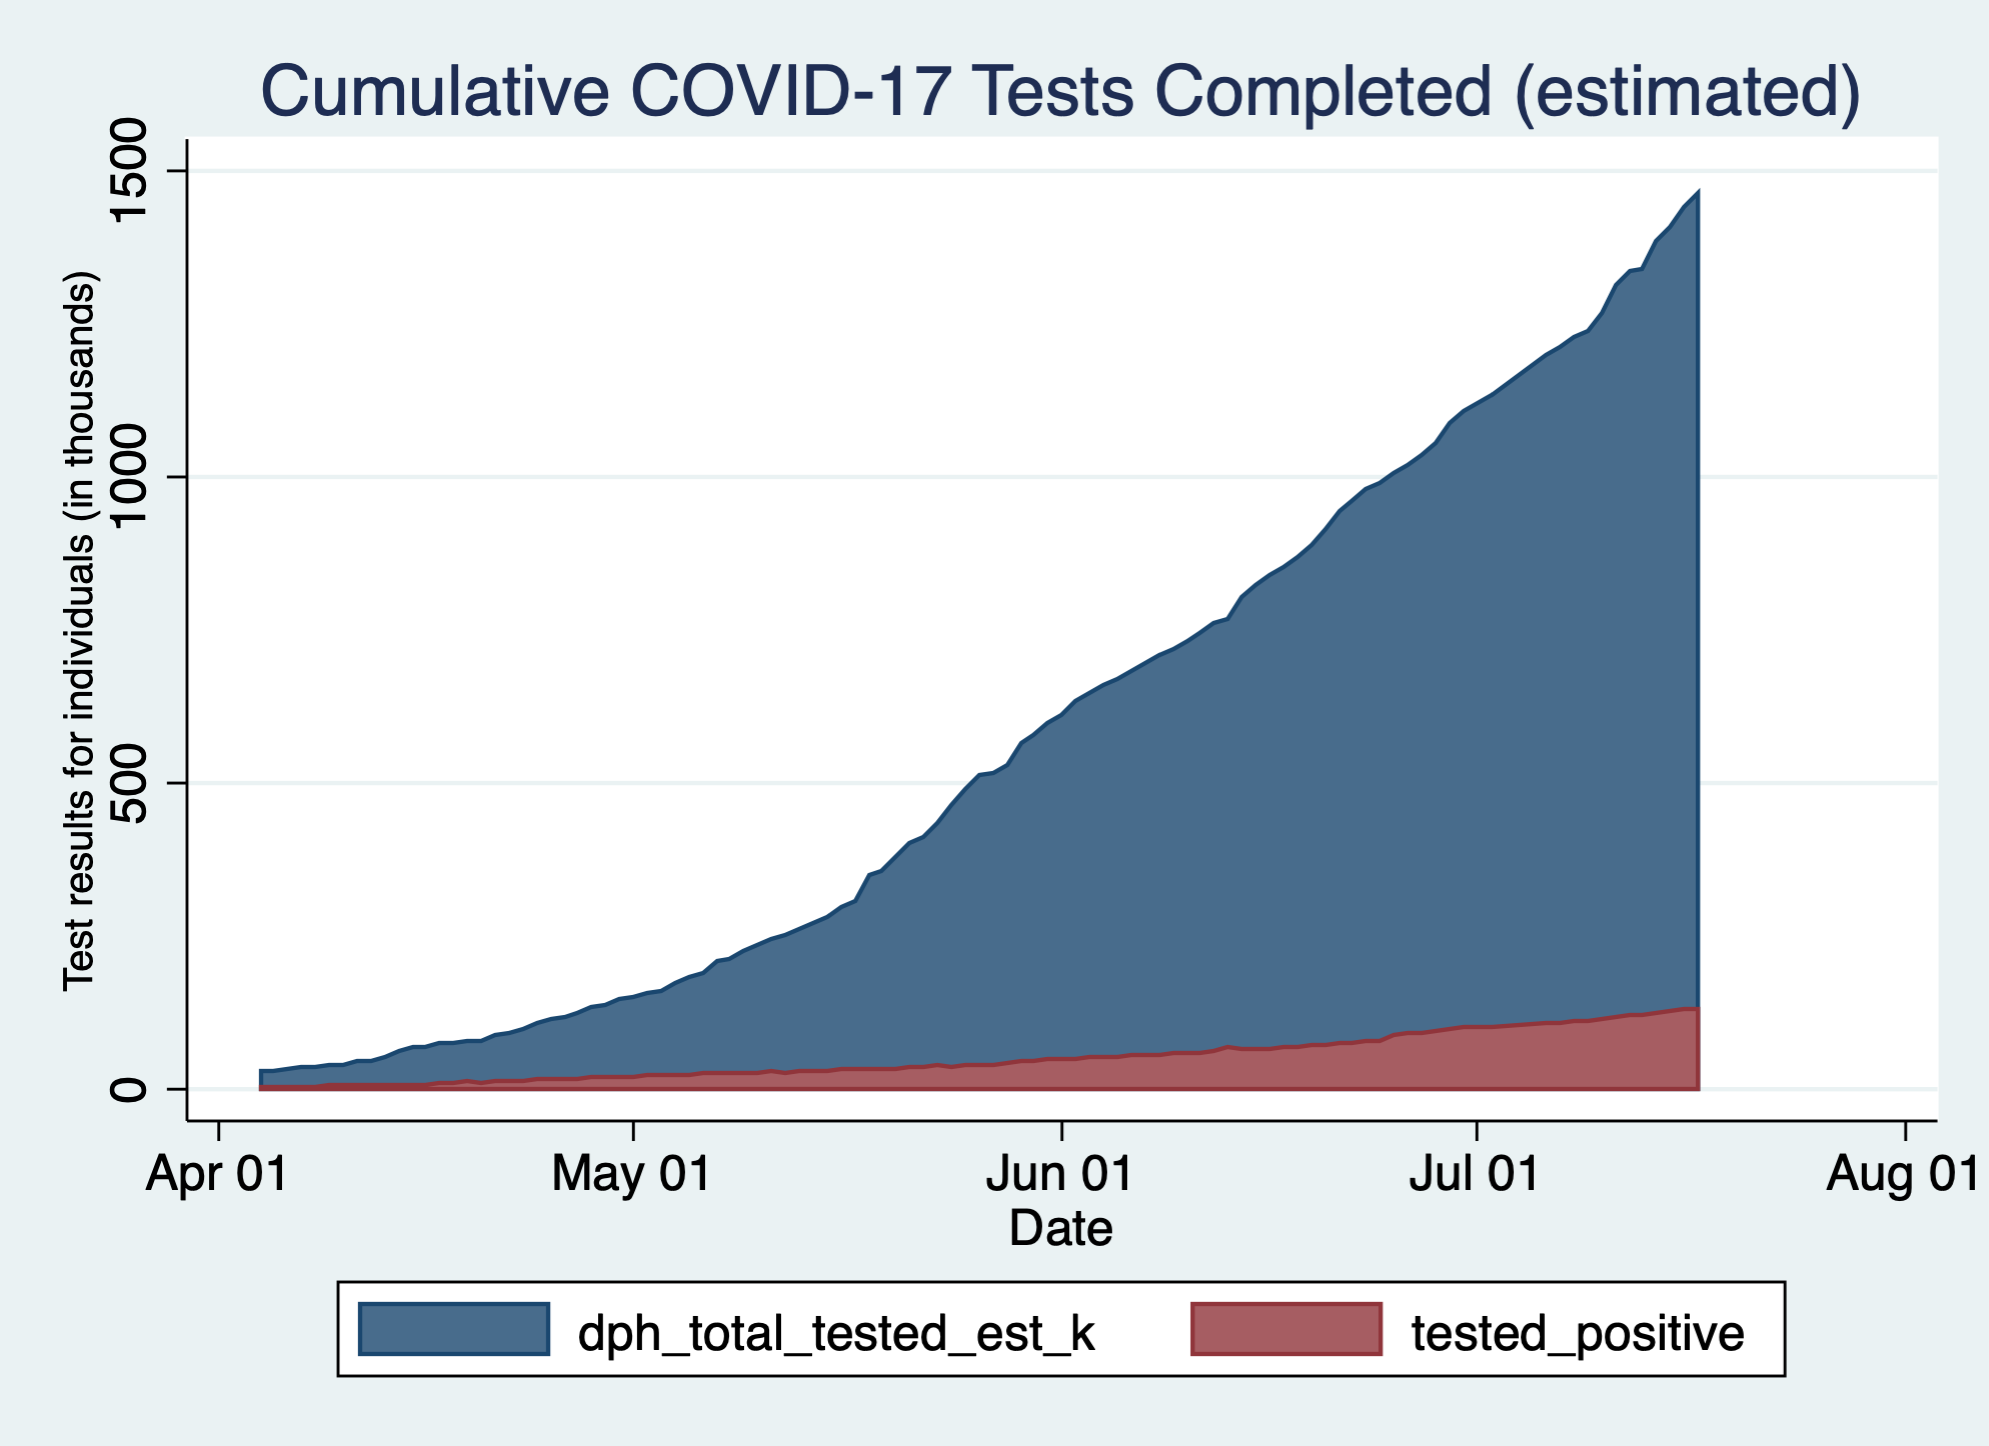 Cumulative COVID-17 Tests Completed (estimated)
Test results for individuals (in thousands)
1500
1000
500
0
Apr 01 May 01 Jun 01 Jul 01 Aug 01
Date
dph_total_tested_est_k tested_positive